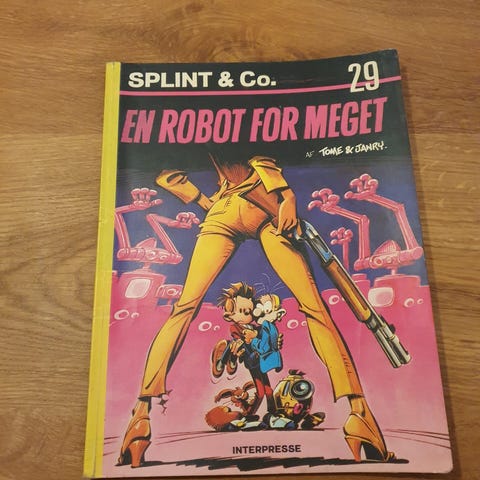 SPLINT & Co. 29
EN ROBOT FOR MEGET
AF TOME & JANRY.
INTERPRESSE